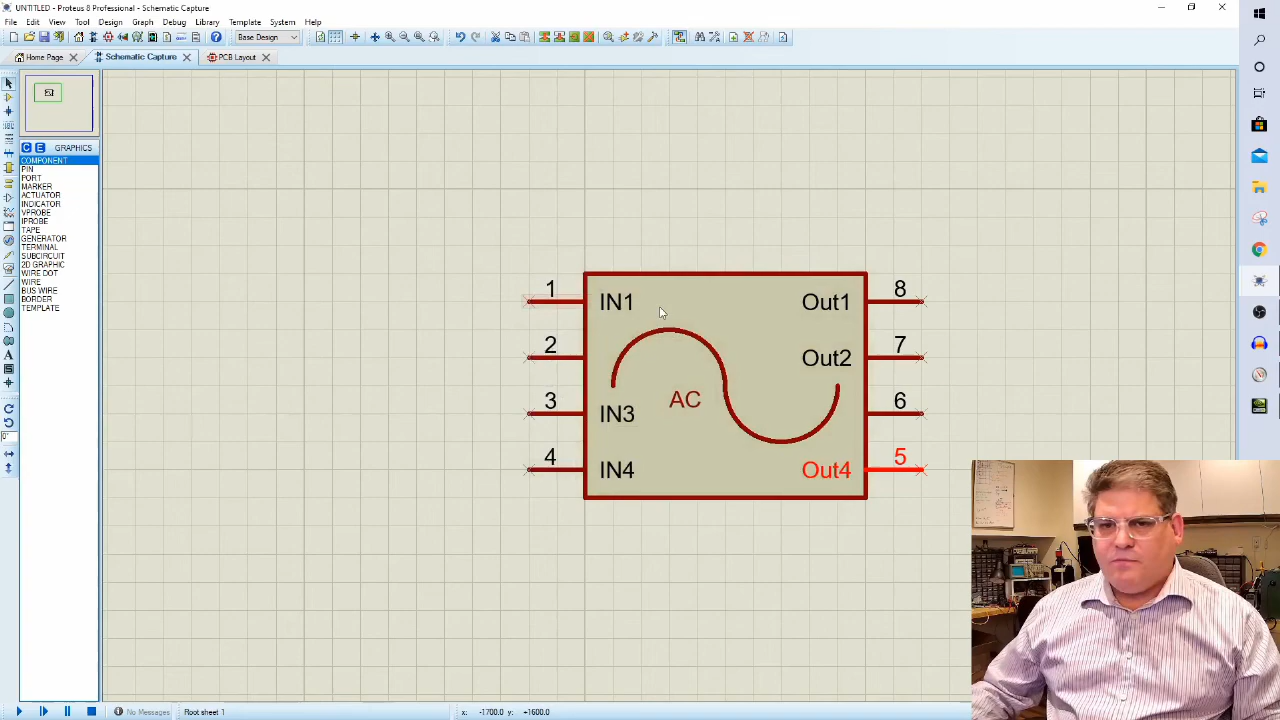 UNTITLED - Proteus 8 Professional - Schematic Capture
File Edit View Tool Design Graph Debug Library Template System Help
Base Design
Home Page Schematic Capture PCB Layout
C E GRAPHICS
COMPONENT
PIN
PORT
MARKER
ACTUATOR
INDICATOR
VPROBE
IPROBE
TAPE
GENERATOR
TERMINAL
SUBCIRCUIT
2D GRAPHIC
WIRE DOT
WIRE
BUS WIRE
BORDER
TEMPLATE
1 IN1 Out1 8
2 Out2 7
3 IN3 AC 6
4 IN4 Out4 5
No Messages Root sheet 1 x: -1700.0 y: +1600.0